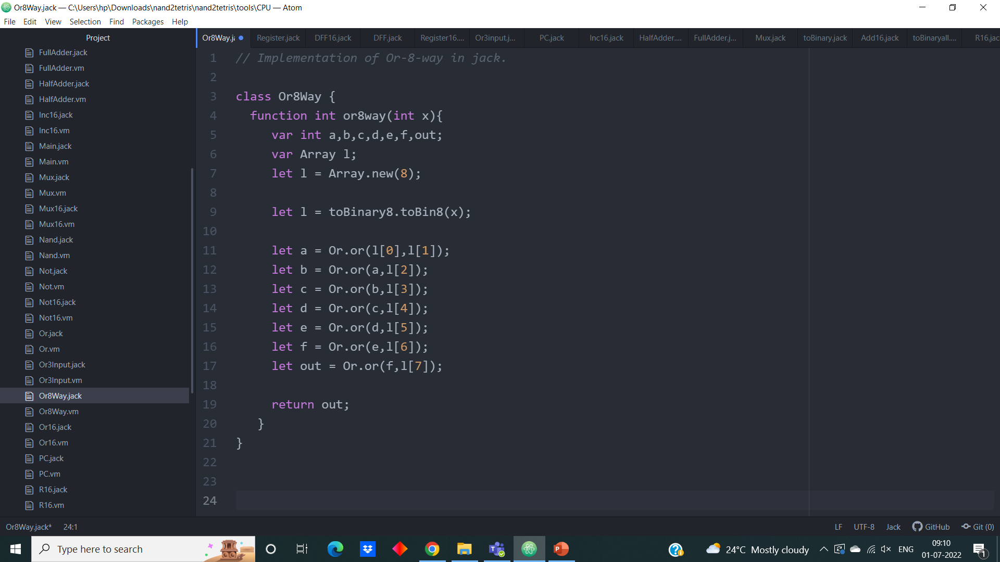 Or8Way.jack — C:\Users\hp\Downloads\nand2tetris\nand2tetris\tools\CPU — Atom
File Edit View Selection Find Packages Help
Project
FullAdder.jack
FullAdder.vm
HalfAdder.jack
HalfAdder.vm
Inc16.jack
Inc16.vm
Main.jack
Main.vm
Mux.jack
Mux.vm
Mux16.jack
Mux16.vm
Nand.jack
Nand.vm
Not.jack
Not.vm
Not16.jack
Not16.vm
Or.jack
Or.vm
Or3Input.jack
Or3Input.vm
Or8Way.jack
Or8Way.vm
Or16.jack
Or16.vm
PC.jack
PC.vm
R16.jack
R16.vm
Or8Way.ja Register.jack DFF16.jack DFF.jack Register16.... Or3input.j... PC.jack Inc16.jack HalfAdder.... FullAdder.j... Mux.jack toBinary.jack Add16.jack toBinaryall.... R16.jac
1 // Implementation of Or-8-way in jack.
2
3 class Or8Way {
4 function int or8way(int x){
5 var int a,b,c,d,e,f,out;
6 var Array l;
7 let l = Array.new(8);
8
9 let l = toBinary8.toBin8(x);
10
11 let a = Or.or(l[0],l[1]);
12 let b = Or.or(a,l[2]);
13 let c = Or.or(b,l[3]);
14 let d = Or.or(c,l[4]);
15 let e = Or.or(d,l[5]);
16 let f = Or.or(e,l[6]);
17 let out = Or.or(f,l[7]);
18
19 return out;
20 }
21 }
22
23
24
Or8Way.jack* 24:1 LF UTF-8 Jack GitHub Git (0)
Type here to search
24°C Mostly cloudy ENG
09:10
01-07-2022
1